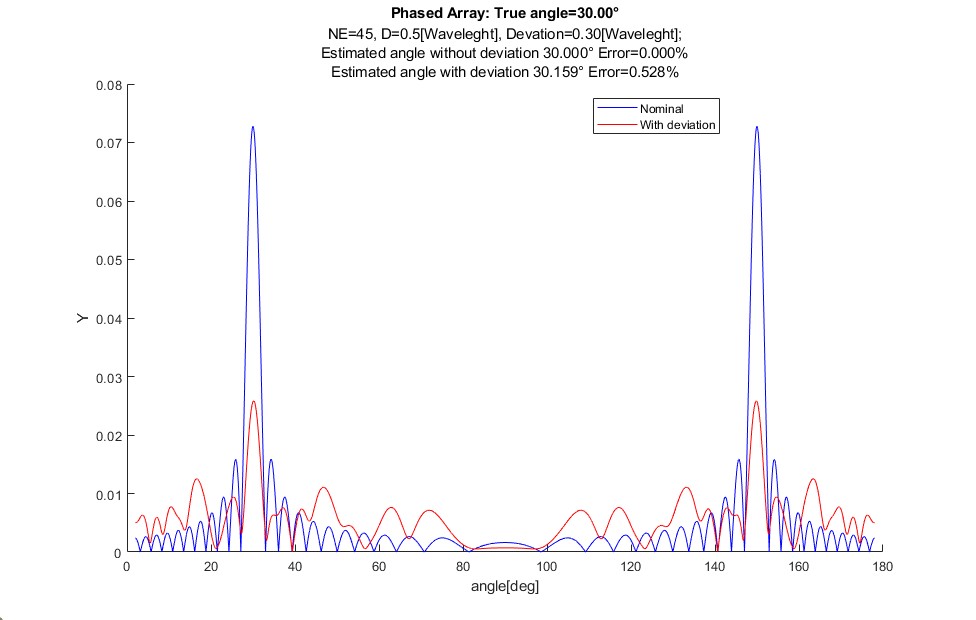 Phased Array: True angle=30.00°
NE=45, D=0.5[Waveleght], Devation=0.30[Waveleght];
Estimated angle without deviation 30.000° Error=0.000%
Estimated angle with deviation 30.159° Error=0.528%
Nominal
With deviation
0.08
0.07
0.06
0.05
0.04
0.03
0.02
0.01
0
Y
0 20 40 60 80 100 120 140 160 180
angle[deg]